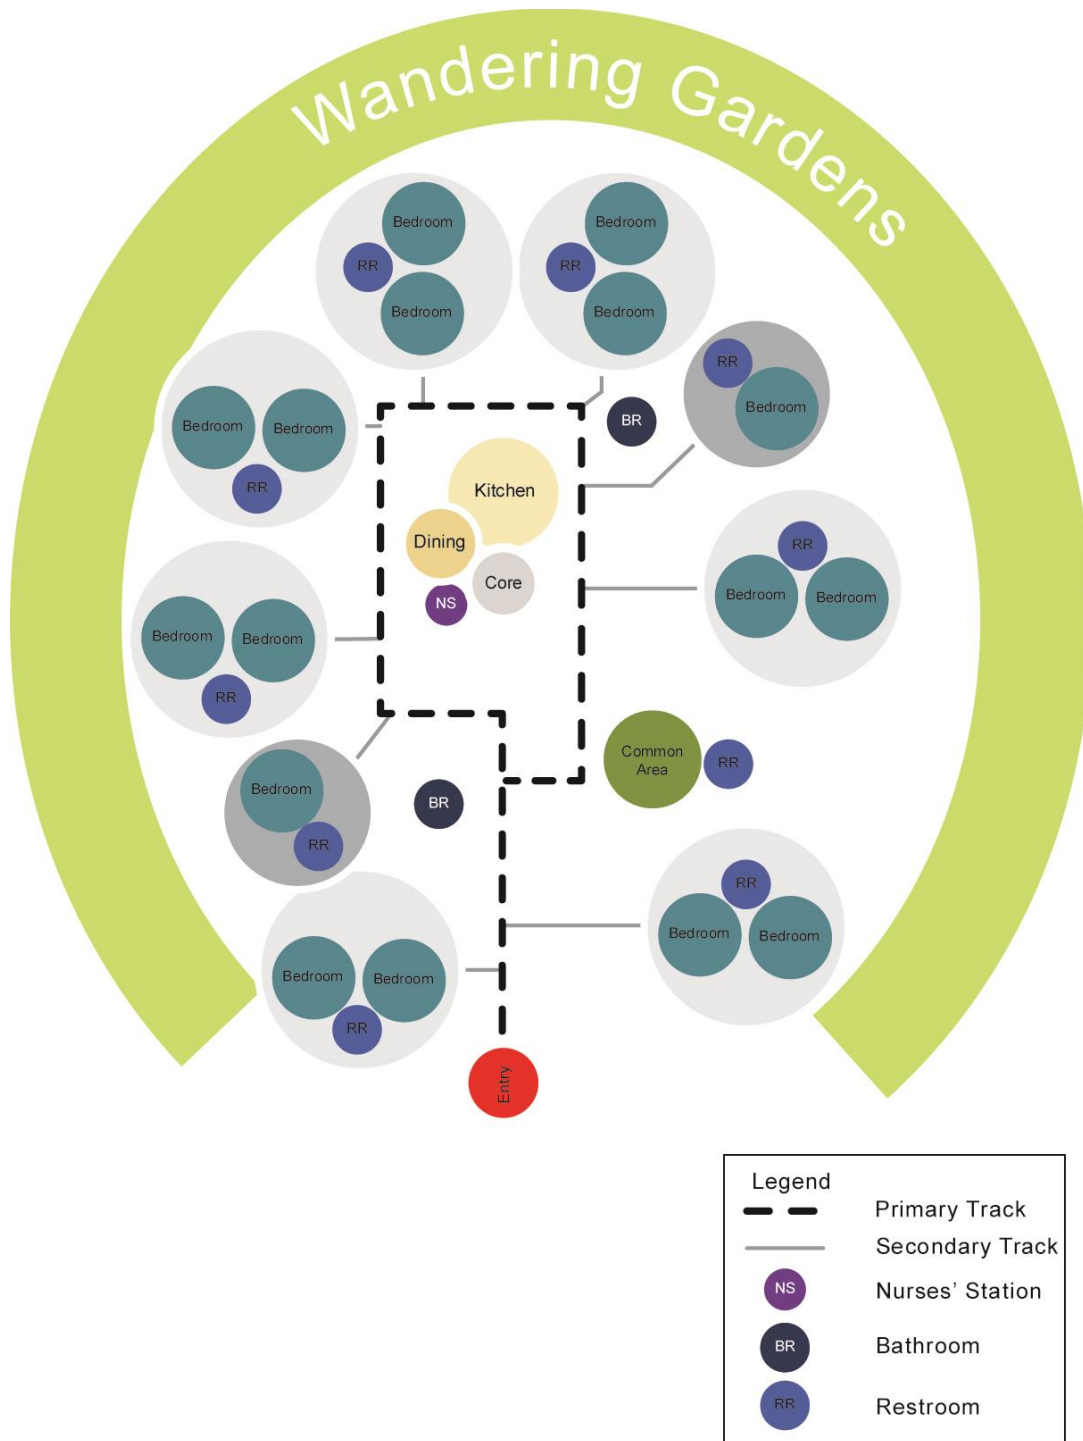 Wandering Gardens
Bedroom
RR
Bedroom
Bedroom
RR
Bedroom
RR
Bedroom
BR
Bedroom
Bedroom
RR
Kitchen
Dining
Core
NS
RR
Bedroom
Bedroom
Bedroom
Bedroom
RR
Common
Area
RR
Bedroom
RR
BR
RR
Bedroom
Bedroom
Bedroom
Bedroom
RR
Entry
Legend
Primary Track
Secondary Track
NS Nurses’ Station
BR Bathroom
RR Restroom